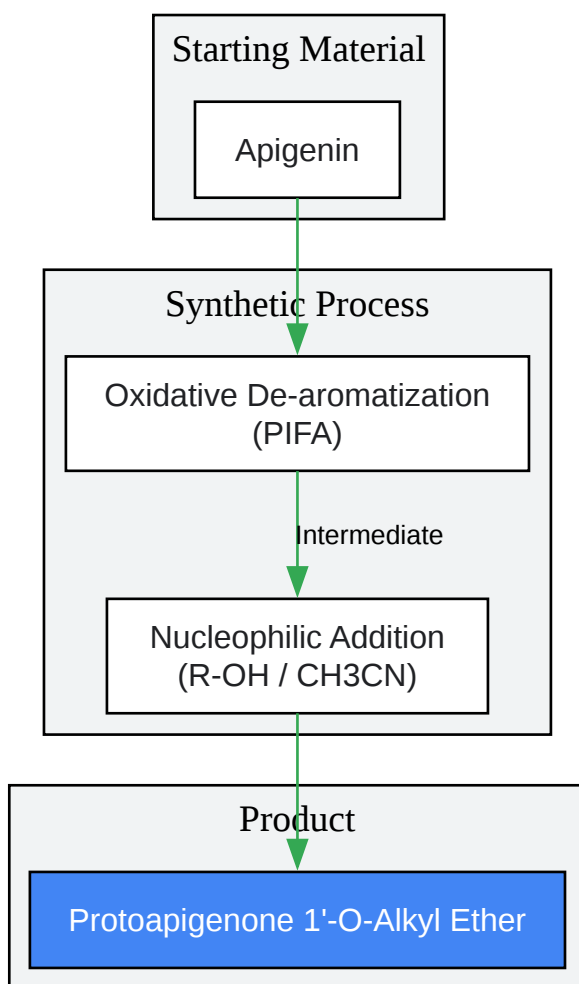 Starting Material
Apigenin
Synthetic Process
Oxidative De-aromatization
(PIFA)
Intermediate
Nucleophilic Addition
(R-OH / CH3CN)
Product
Protoapigenone 1'-O-Alkyl Ether